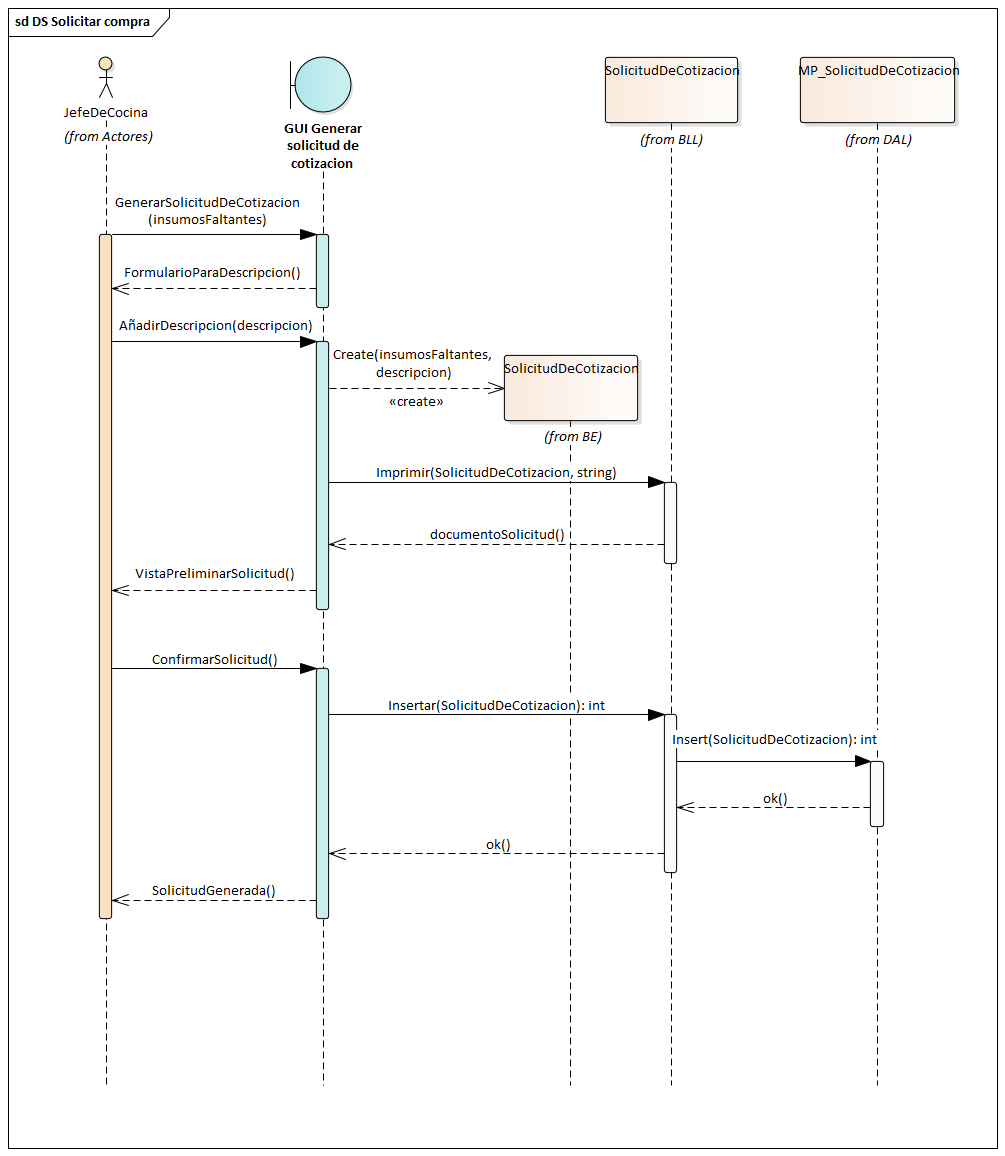 sd DS Solicitar compra
JefeDeCocina
(from Actores)
GUI Generar
solicitud de
cotizacion
SolicitudDeCotizacion
(from BLL)
MP_SolicitudDeCotizacion
(from DAL)
GenerarSolicitudDeCotizacion
(insumosFaltantes)
FormularioParaDescripcion()
AñadirDescripcion(descripcion)
Create(insumosFaltantes,
descripcion)
«create»
SolicitudDeCotizacion
(from BE)
Imprimir(SolicitudDeCotizacion, string)
documentoSolicitud()
VistaPreliminarSolicitud()
ConfirmarSolicitud()
Insertar(SolicitudDeCotizacion): int
Insert(SolicitudDeCotizacion): int
ok()
ok()
SolicitudGenerada()